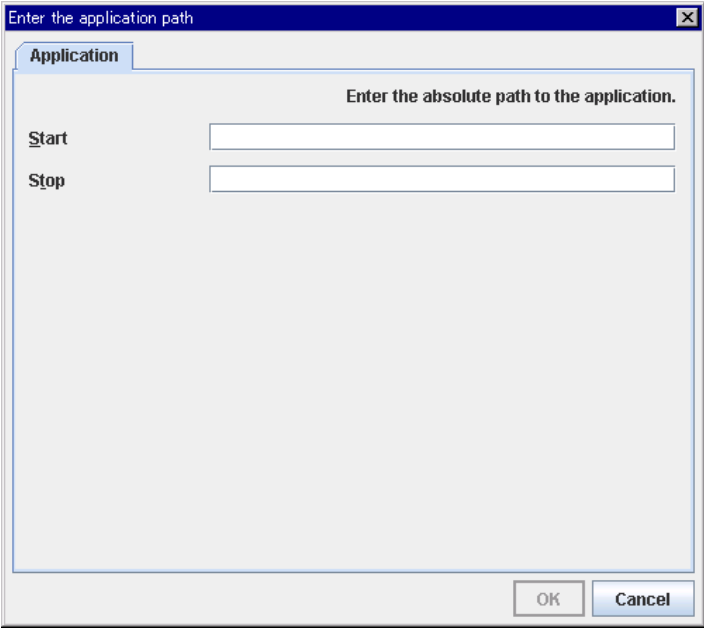 Enter the application path
Application
Enter the absolute path to the application.
Start
Stop
OK Cancel